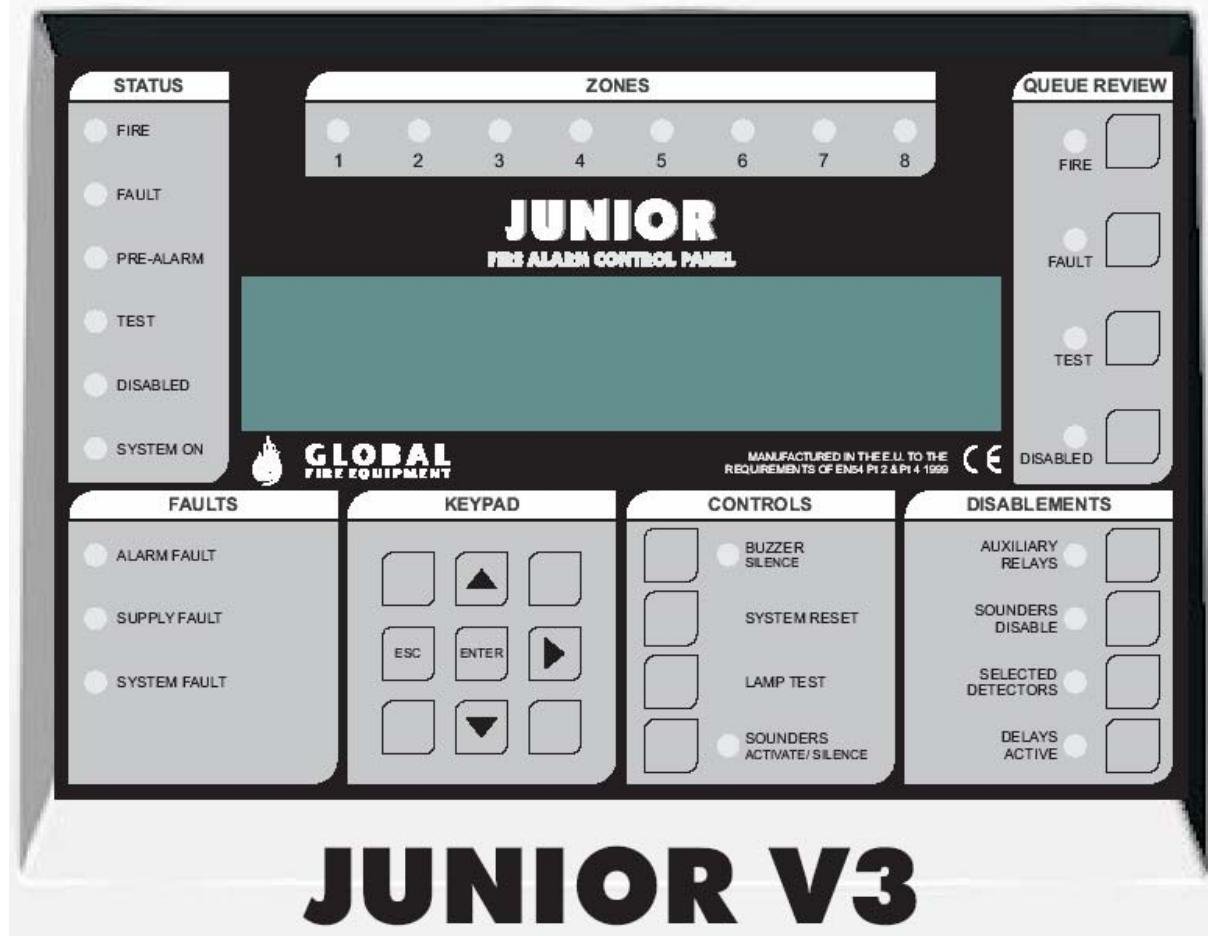 STATUS
FIRE
FAULT
PRE-ALARM
TEST
DISABLED
SYSTEM ON
ZONES
1 2 3 4 5 6 7 8
JUNIOR
FIRE ALARM CONTROL PANEL
QUEUE REVIEW
FIRE
FAULT
TEST
DISABLED
GLOBAL
FIRE EQUIPMENT
MANUFACTURED IN THE E.U. TO THE
REQUIREMENTS OF EN54 Pt 2 & Pt 4 1999
CE
FAULTS
ALARM FAULT
SUPPLY FAULT
SYSTEM FAULT
KEYPAD
ESC ENTER
CONTROLS
BUZZER
SILENCE
SYSTEM RESET
LAMP TEST
SOUNDERS
ACTIVATE/ SILENCE
DISABLEMENTS
AUXILIARY
RELAYS
SOUNDERS
DISABLE
SELECTED
DETECTORS
DELAYS
ACTIVE
JUNIOR V3